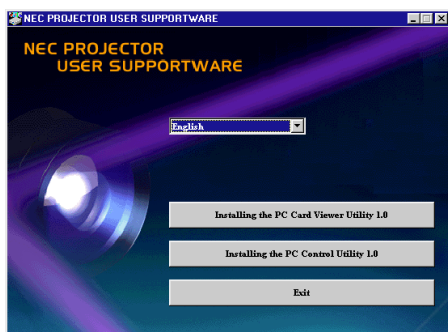 NEC PROJECTOR USER SUPPORTWARE
NEC PROJECTOR
USER SUPPORTWARE
English
Installing the PC Card Viewer Utility 1.0
Installing the PC Control Utility 1.0
Exit